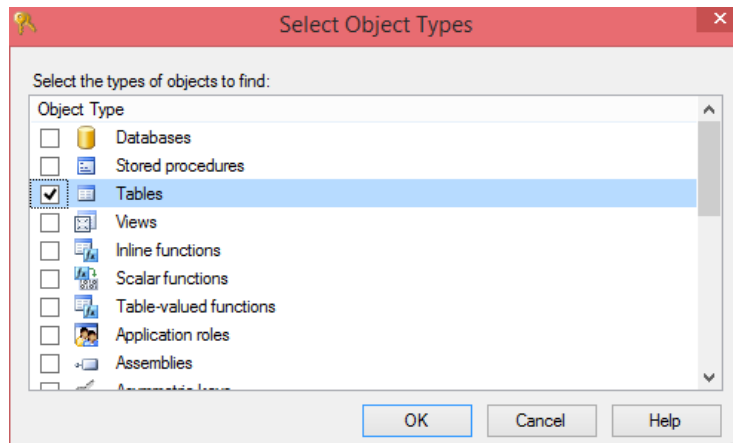 Select Object Types
Select the types of objects to find:
Object Type
Databases
Stored procedures
Tables
Views
Inline functions
Scalar functions
Table-valued functions
Application roles
Assemblies
OK Cancel Help